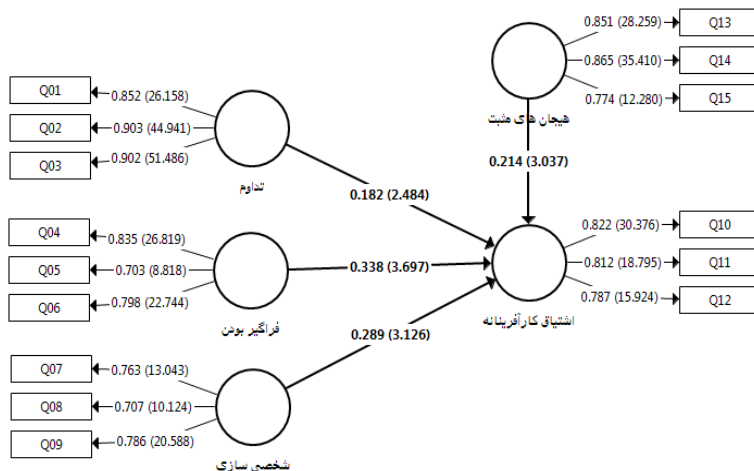 Q01
Q02
Q03
0.852 (26.158)
0.903 (44.941)
0.902 (51.486)
تداوم
0.182 (2.484)
Q04
Q05
Q06
0.835 (26.819)
0.703 (8.818)
0.798 (22.744)
فراگیر بودن
0.338 (3.697)
Q07
Q08
Q09
0.763 (13.043)
0.707 (10.124)
0.786 (20.588)
شخصی سازی
0.289 (3.126)
0.851 (28.259)
0.865 (35.410)
0.774 (12.280)
Q13
Q14
Q15
هیجان های مثبت
0.214 (3.037)
0.822 (30.376)
0.812 (18.795)
0.787 (15.924)
Q10
Q11
Q12
اشتیاق کارآفرینانه